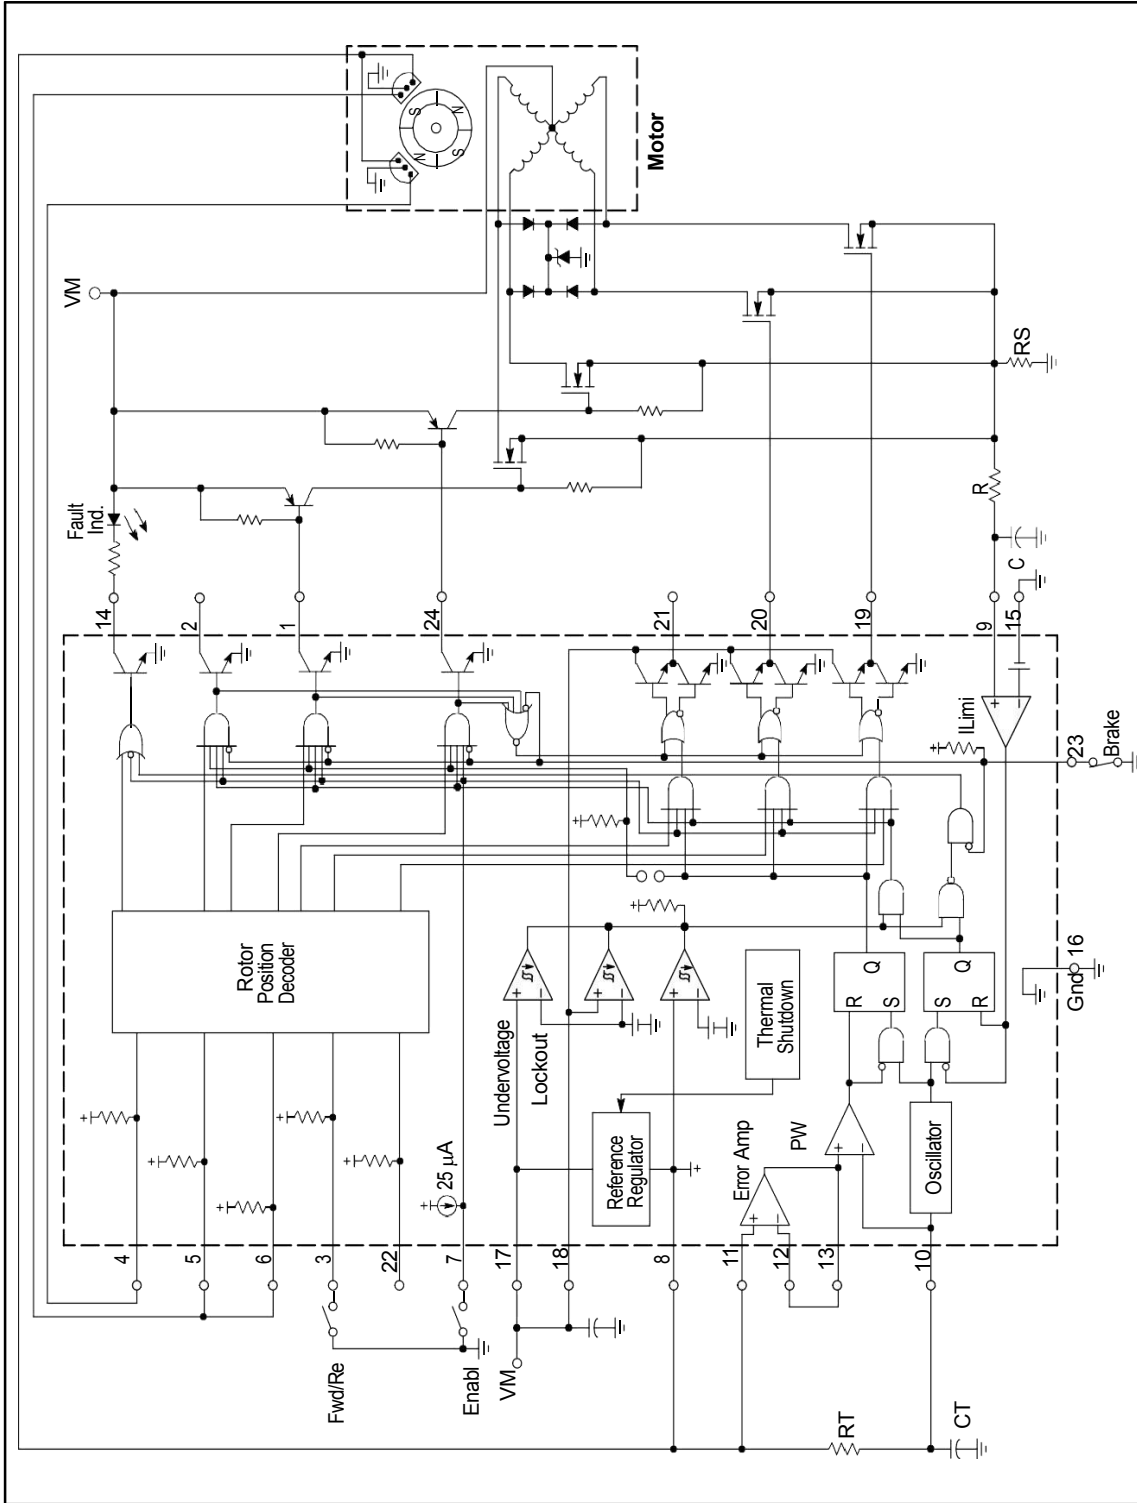 4
5
6
3
22
7
17
18
8
11
12
13
10
Fwd/Re
Enabl
VM
RT
CT
Rotor
Position
Decoder
25 µA
Undervoltage
Lockout
Reference
Regulator
Thermal
Shutdown
Error Amp
PW
Oscillator
R
Q
S
S
Q
R
ILimi
Gnd 16
23
Brake
14
2
1
24
21
20
19
9
15
Fault
Ind.
VM
R
C
RS
N
S
S
N
Motor